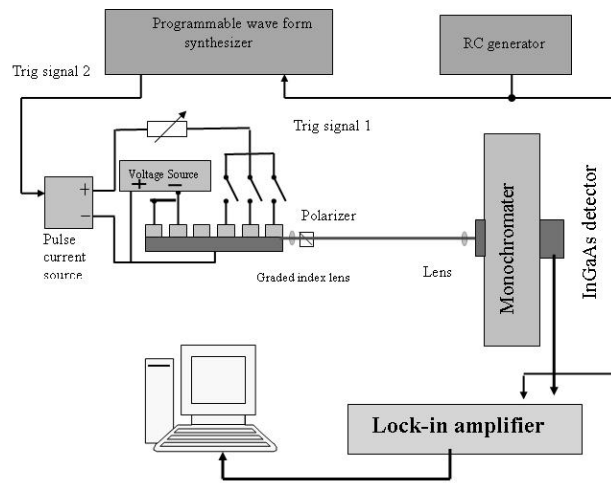 Programmable wave form
synthesizer
RC generator
Trig signal 2
Trig signal 1
Voltage Source
+ −
+
−
Pulse
current
source
Polarizer
Graded index lens
Lens
Monochromater
InGaAs detector
Lock-in amplifier